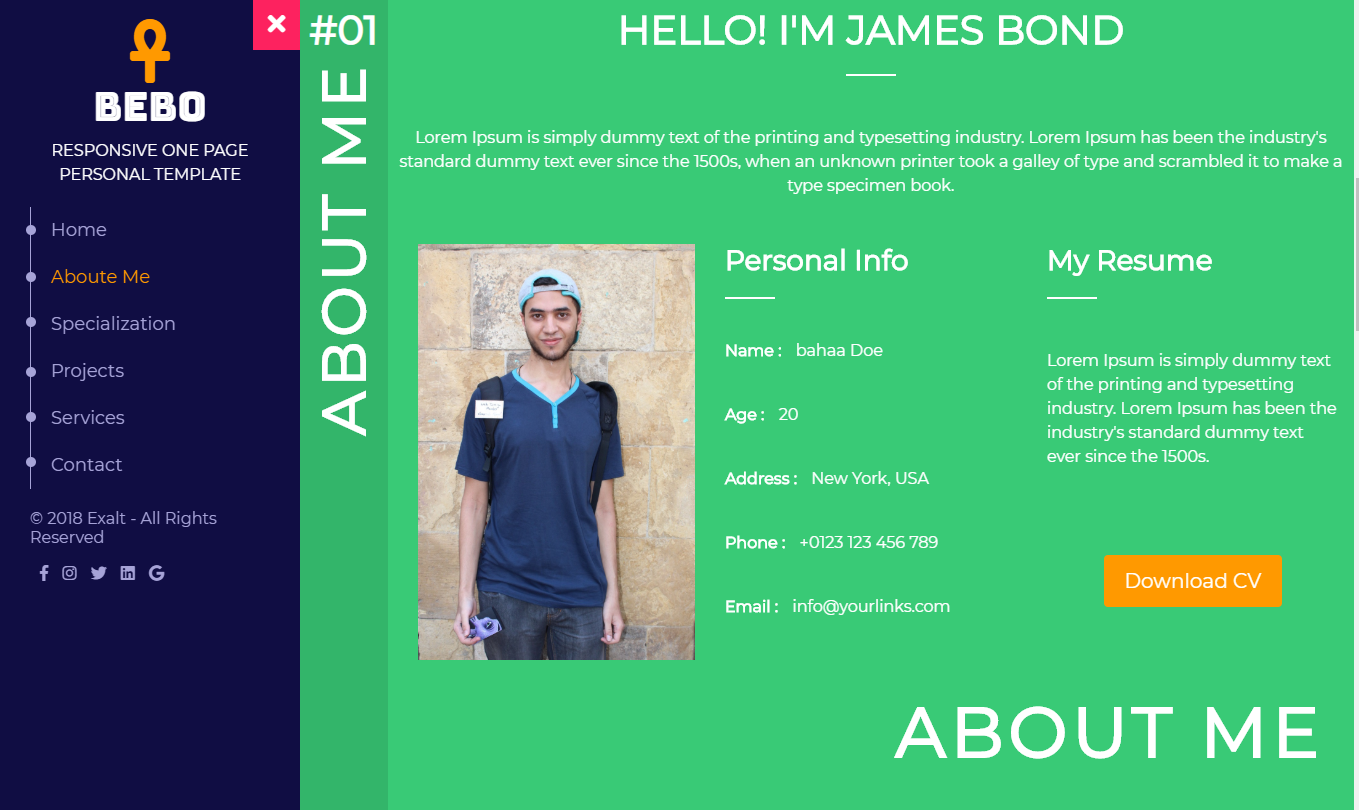 BEBO
RESPONSIVE ONE PAGE
PERSONAL TEMPLATE
Home
Aboute Me
Specialization
Projects
Services
Contact
© 2018 Exalt - All Rights
Reserved
#01
ABOUT ME
HELLO! I'M JAMES BOND
Lorem Ipsum is simply dummy text of the printing and typesetting industry. Lorem Ipsum has been the industry's
standard dummy text ever since the 1500s, when an unknown printer took a galley of type and scrambled it to make a
type specimen book.
Personal Info
Name : bahaa Doe
Age : 20
Address : New York, USA
Phone : +0123 123 456 789
Email : info@yourlinks.com
My Resume
Lorem Ipsum is simply dummy text
of the printing and typesetting
industry. Lorem Ipsum has been the
industry's standard dummy text
ever since the 1500s.
Download CV
ABOUT ME